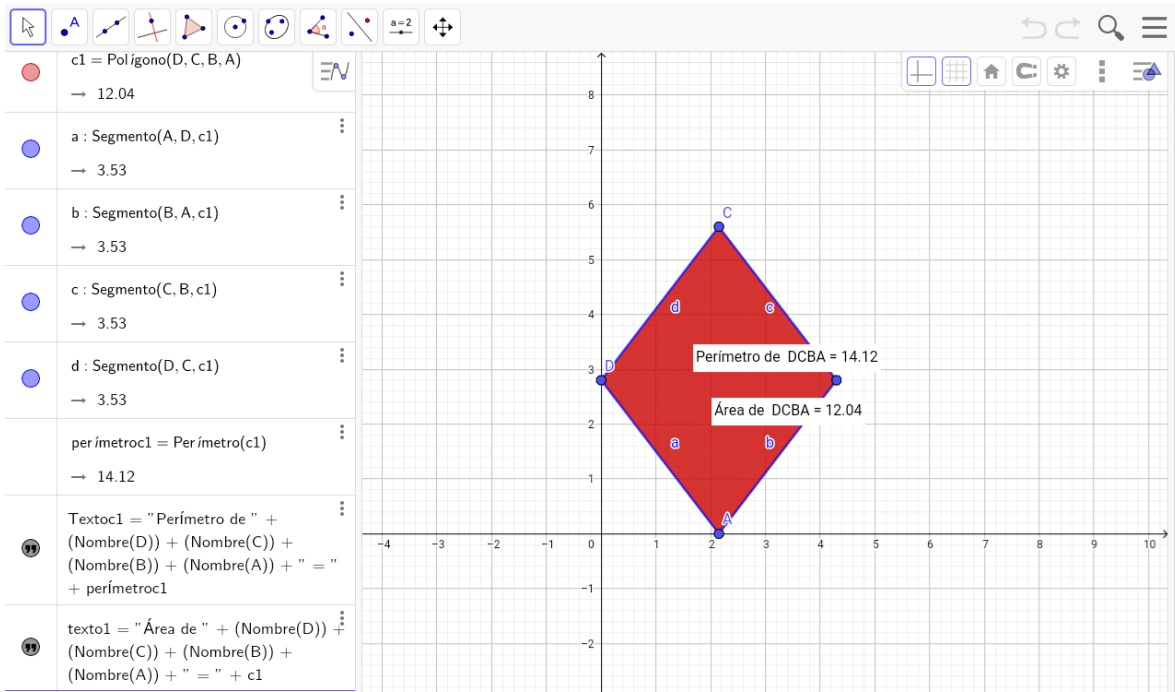 A
a = 2
c1 = Polígono(D, C, B, A)
→ 12.04
a : Segmento(A, D, c1)
→ 3.53
b : Segmento(B, A, c1)
→ 3.53
c : Segmento(C, B, c1)
→ 3.53
d : Segmento(D, C, c1)
→ 3.53
perímetroc1 = Perímetro(c1)
→ 14.12
Textoc1 = "Perímetro de " +
(Nombre(D)) + (Nombre(C)) +
(Nombre(B)) + (Nombre(A)) + " = "
+ perímetroc1
texto1 = "Área de " + (Nombre(D)) +
(Nombre(C)) + (Nombre(B)) +
(Nombre(A)) + " = " + c1
8
7
6
5
4
3
2
1
−1
−2
−4 −3 −2 −1 0 1 2 3 4 5 6 7 8 9 10
C
d c
D
Perímetro de DCBA = 14.12
Área de DCBA = 12.04
a b
A